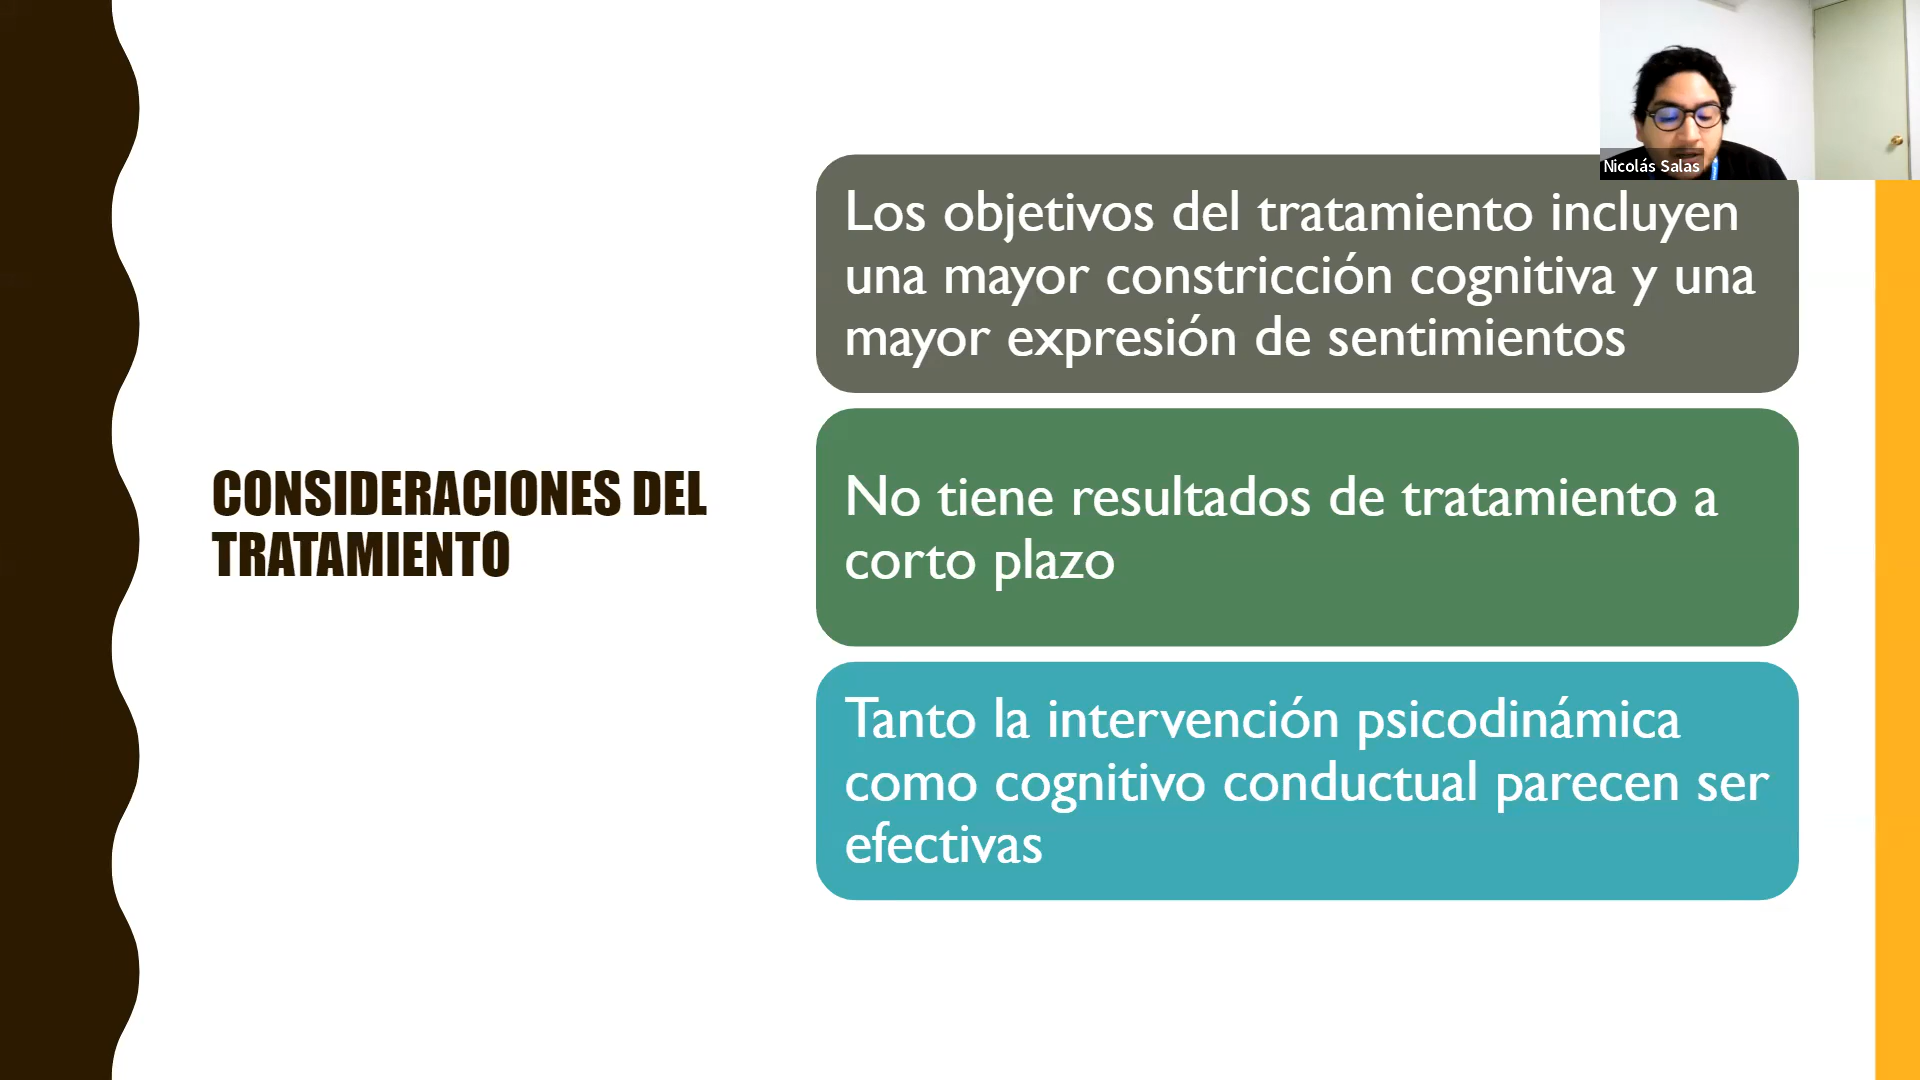 Nicolás Salas
CONSIDERACIONES DEL
TRATAMIENTO
Los objetivos del tratamiento incluyen
una mayor constricción cognitiva y una
mayor expresión de sentimientos
No tiene resultados de tratamiento a
corto plazo
Tanto la intervención psicodinámica
como cognitivo conductual parecen ser
efectivas